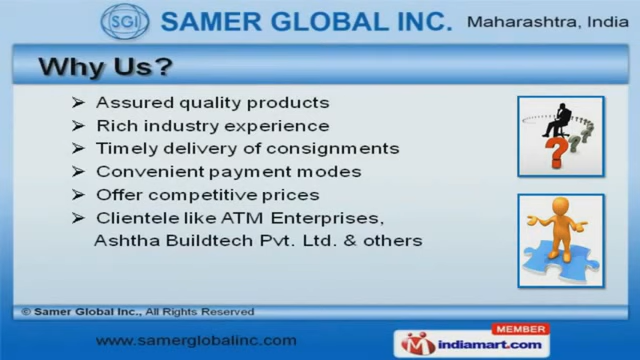 SGI SAMER GLOBAL INC. Maharashtra, India
Why Us?
➤ Assured quality products
➤ Rich industry experience
➤ Timely delivery of consignments
➤ Convenient payment modes
➤ Offer competitive prices
➤ Clientele like ATM Enterprises,
Ashtha Buildtech Pvt. Ltd. & others
© Samer Global Inc., All Rights Reserved
MEMBER
www.samerglobalinc.com
indiamart.com